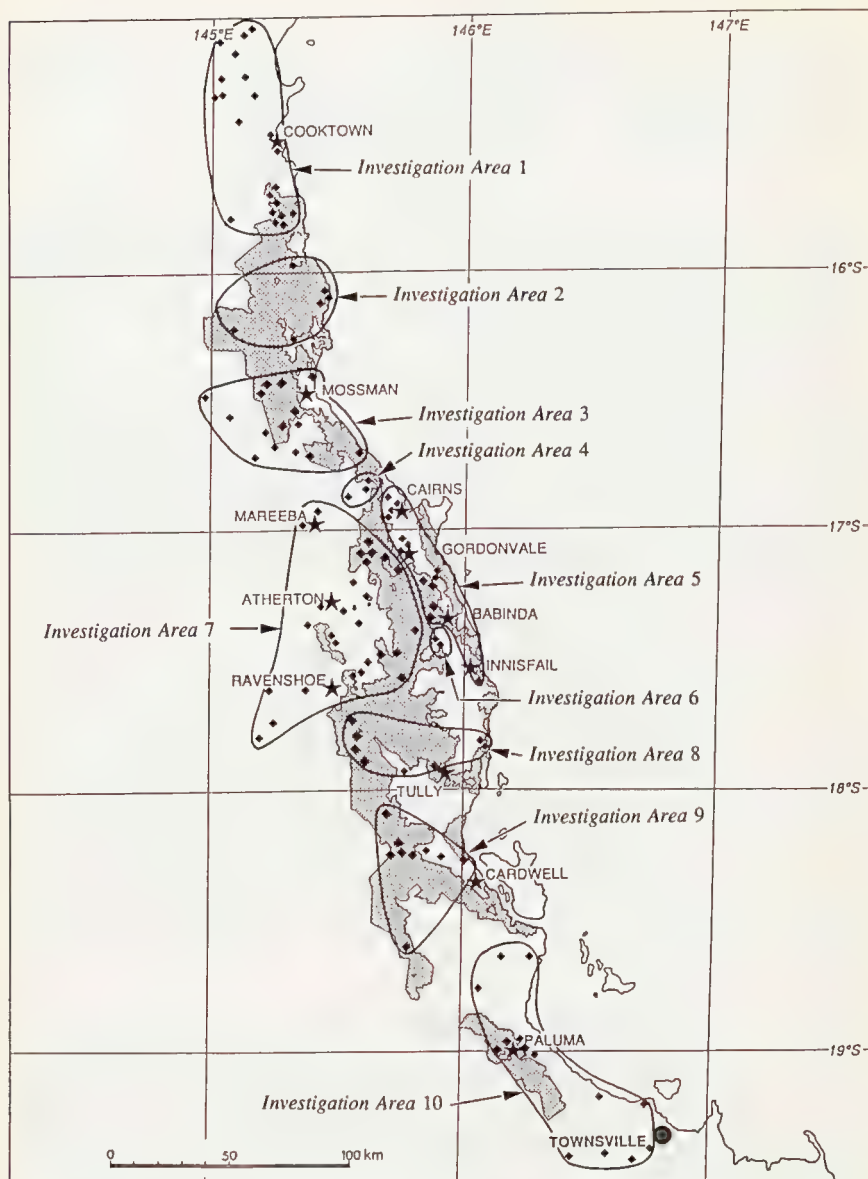 145°E
146°E
147°E
COOKTOWN
Investigation Area 1
16°S
Investigation Area 2
MOSSMAN
Investigation Area 3
Investigation Area 4
CAIRNS
MAREEBA
17°S
GORDONVALE
Investigation Area 5
ATHERTON
BABINDA
Investigation Area 7
INNISFAIL
RAVENSHOE
Investigation Area 6
Investigation Area 8
TULLY
18°S
Investigation Area 9
CARDWELL
PALUMA
19°S
Investigation Area 10
TOWNSVILLE
0 50 100 km